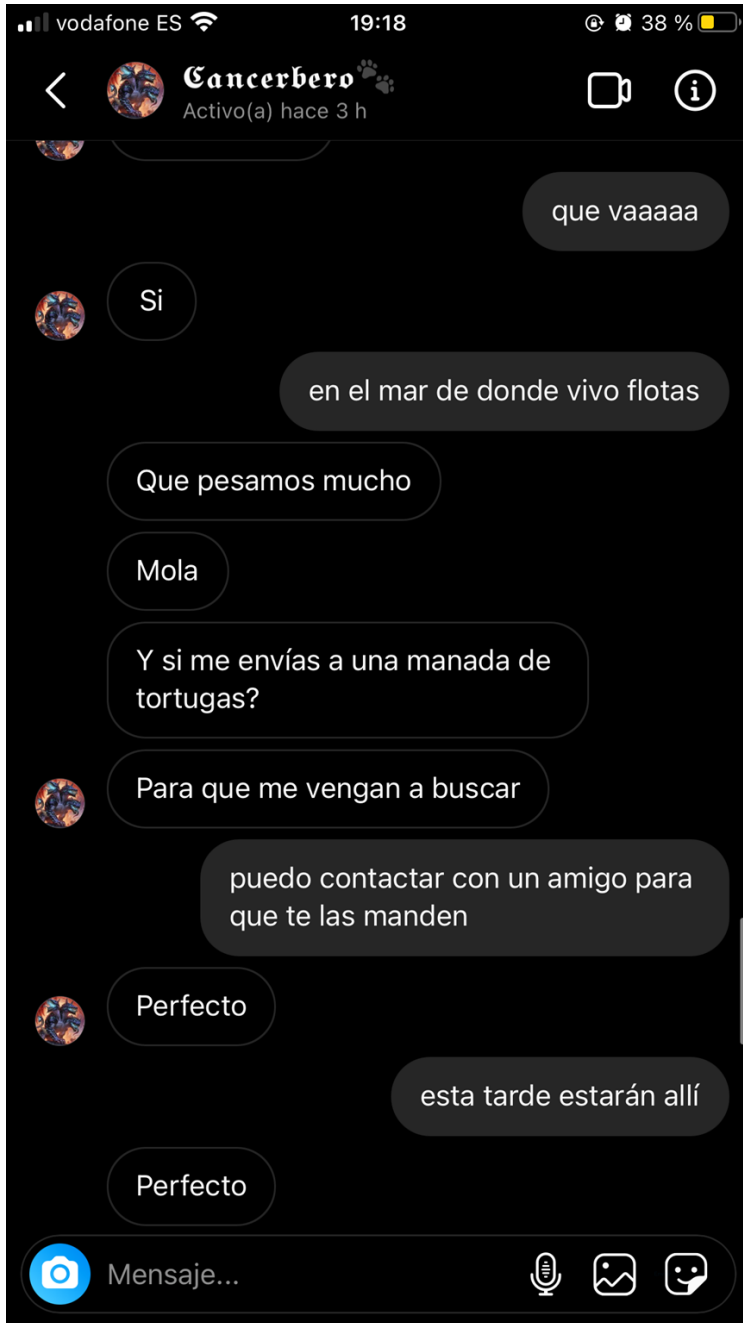 vodafone ES
19:18
38 %
𝕮𝖆𝖓𝖈𝖊𝖗𝖇𝖊𝖗𝖔🐾
Activo(a) hace 3 h
que vaaaaa
Si
en el mar de donde vivo flotas
Que pesamos mucho
Mola
Y si me envías a una manada de
tortugas?
Para que me vengan a buscar
puedo contactar con un amigo para
que te las manden
Perfecto
esta tarde estarán allí
Perfecto
Mensaje...